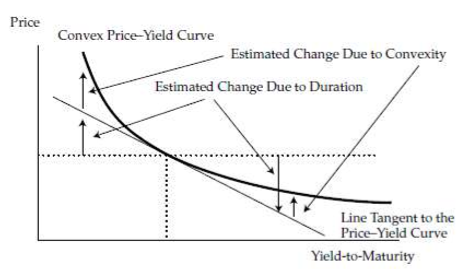 Price
Convex Price–Yield Curve
Estimated Change Due to Convexity
Estimated Change Due to Duration
Line Tangent to the
Price–Yield Curve
Yield-to-Maturity